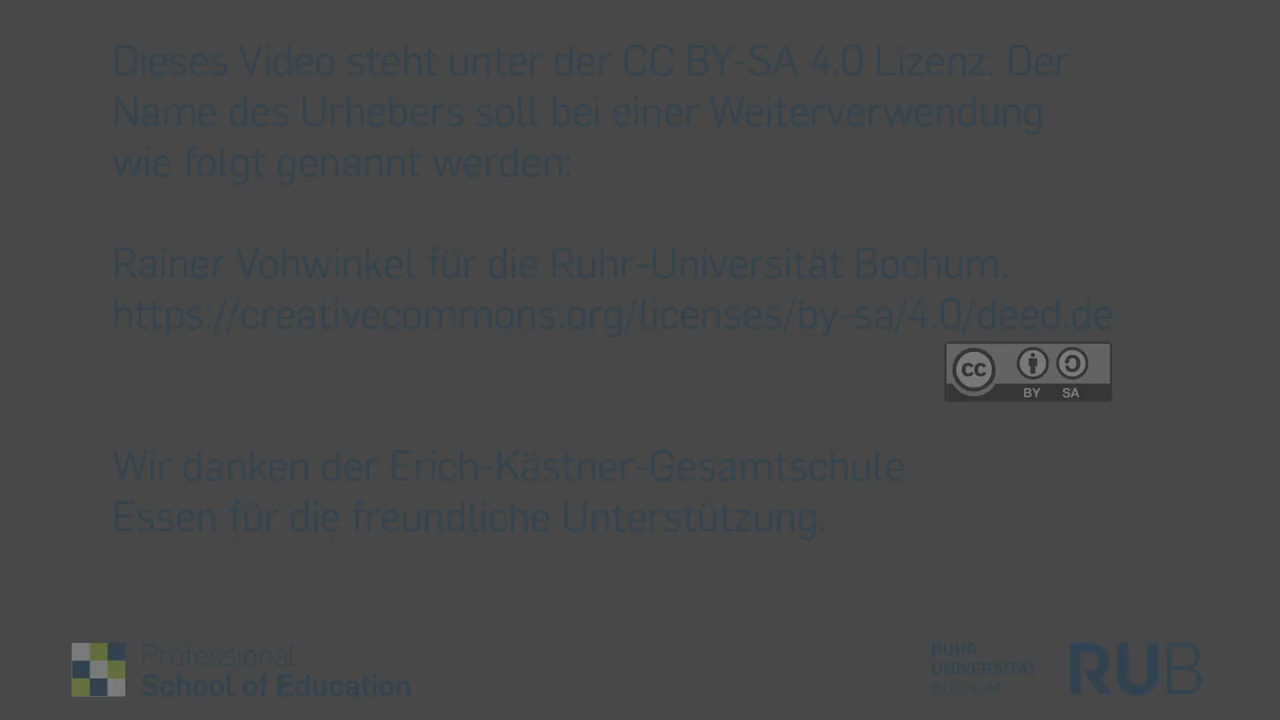 Dieses Video steht unter der CC BY-SA 4.0 Lizenz. Der
Name des Urhebers soll bei einer Weiterverwendung
wie folgt genannt werden:
Rainer Vohwinkel für die Ruhr-Universität Bochum.
https://creativecommons.org/licenses/by-sa/4.0/deed.de
CC
BY SA
Wir danken der Erich-Kästner-Gesamtschule
Essen für die freundliche Unterstützung.
Professional
School of Education
RUHR
UNIVERSITÄT
BOCHUM
RUB